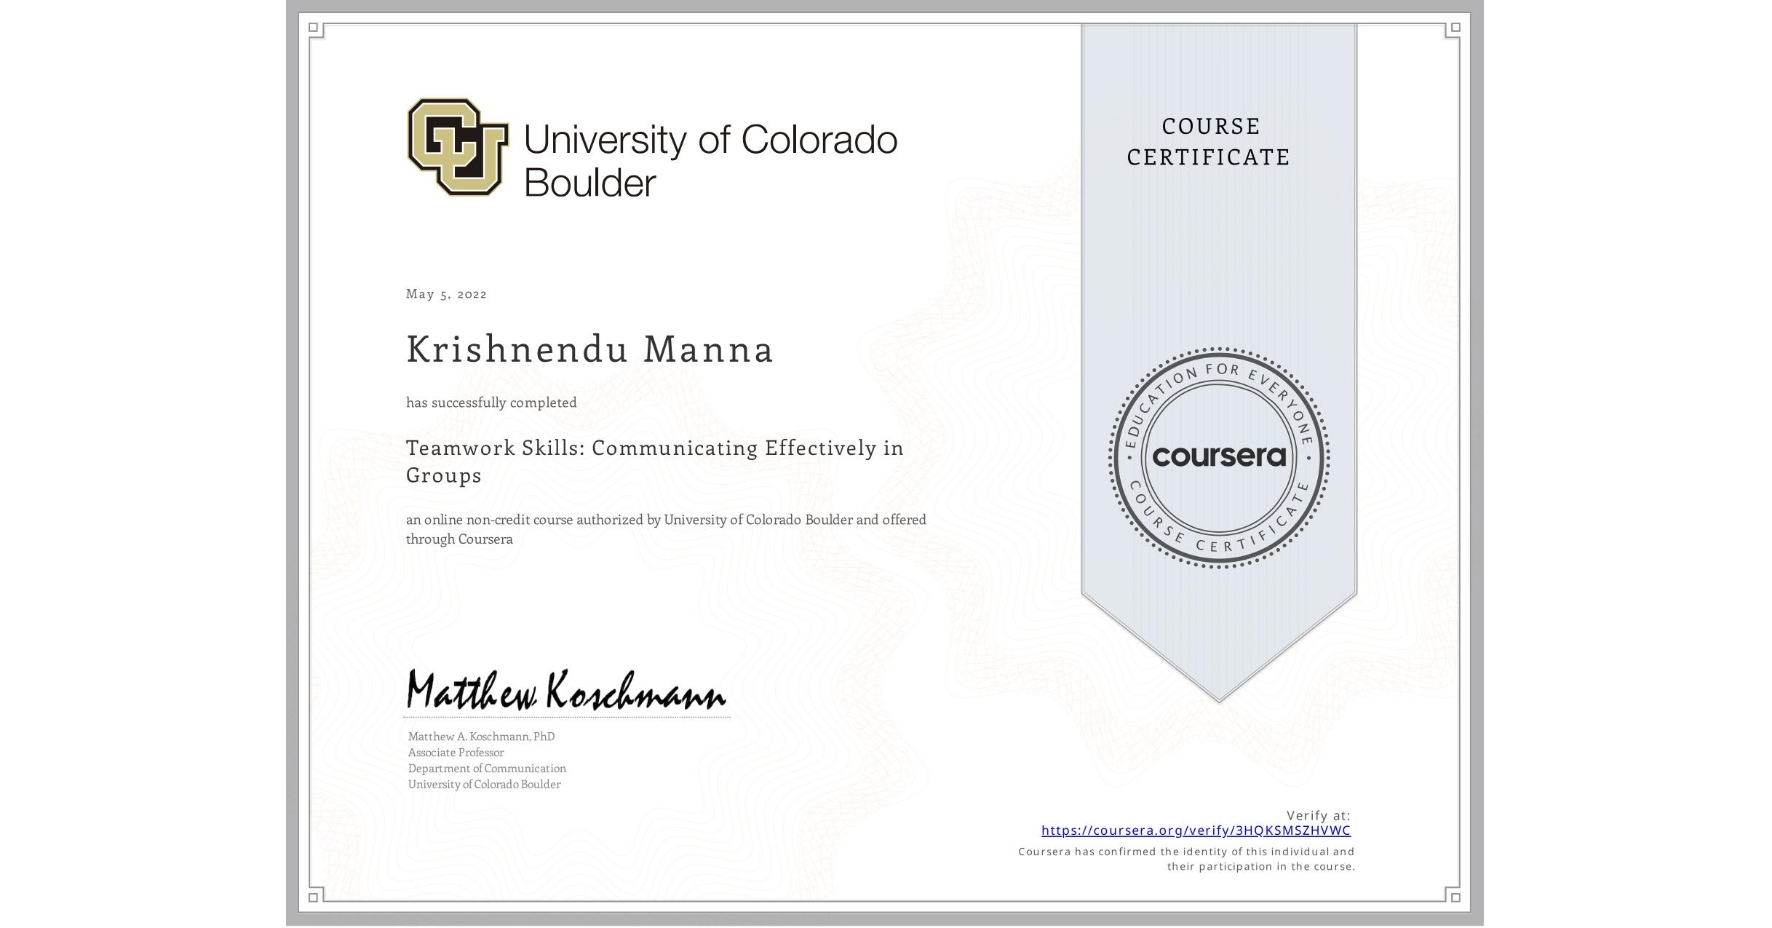 University of Colorado
Boulder
COURSE
CERTIFICATE
May 5, 2022
Krishnendu Manna
has successfully completed
Teamwork Skills: Communicating Effectively in
Groups
an online non-credit course authorized by University of Colorado Boulder and offered
through Coursera
EDUCATION FOR EVERYONE
coursera
COURSE CERTIFICATE
Matthew Koschmann
Matthew A. Koschmann, PhD
Associate Professor
Department of Communication
University of Colorado Boulder
Verify at:
https://coursera.org/verify/3HQKSMSZHVWC
Coursera has confirmed the identity of this individual and
their participation in the course.